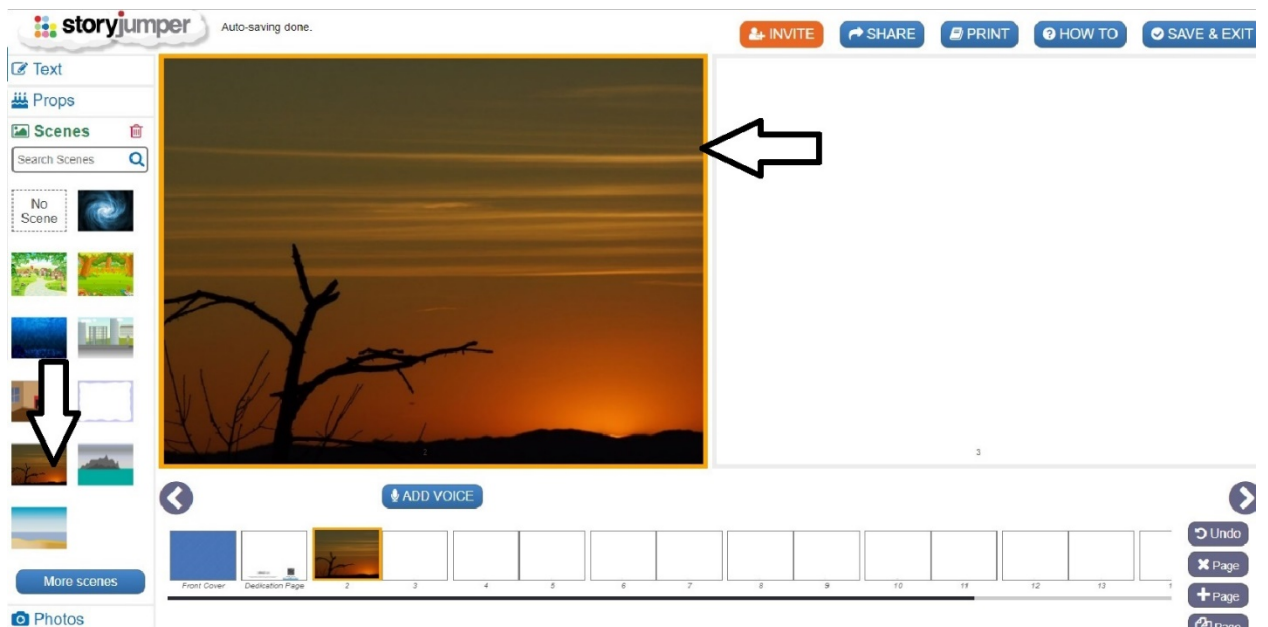 storyjumper
Auto-saving done.
INVITE
SHARE
PRINT
HOW TO
SAVE & EXIT
Text
Props
Scenes
Search Scenes
No
Scene
More scenes
Photos
2
3
ADD VOICE
Front Cover
Dedication Page
2
3
4
5
6
7
8
9
10
11
12
13
Undo
Page
Page
Page